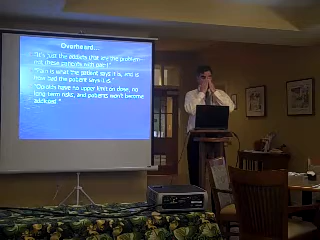 Overheard...
"It's just the addicts that are the problem -
not these patients with pain!"
"Pain is what the patient says it is, and is
how bad the patient says it is."
"Opioids have no upper limit on dose, no
long term risks, and patients won't become
addicted."